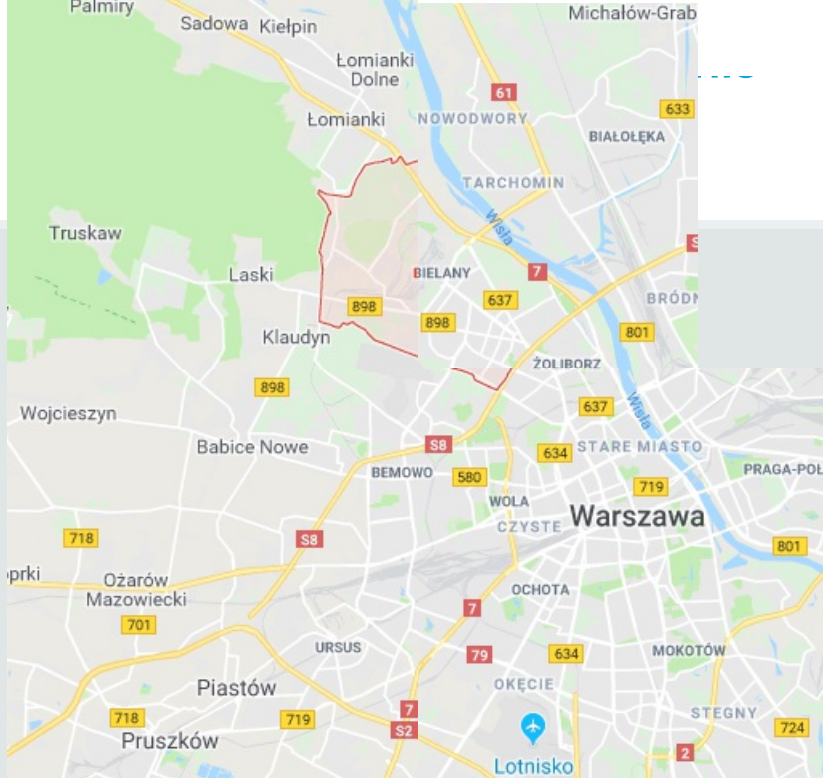 Palmiry
Sadowa
Kiełpin
Michałów-Grab
Łomianki
Dolne
61
633
Łomianki
NOWODWORY
BIAŁOŁĘKA
TARCHOMIN
Wisła
Truskaw
S
Laski
BIELANY
7
898
637
BRÓDN
898
801
Klaudyn
ŻOLIBORZ
898
637
Wisła
Wojcieszyn
Babice Nowe
S8
634
STARE MIASTO
BEMOWO
580
719
PRAGA-POŁ
WOLA
Warszawa
CZYSTE
718
S8
801
oprki
Ożarów
Mazowiecki
OCHOTA
701
7
URSUS
79
634
MOKOTÓW
Piastów
OKĘCIE
7
718
719
S2
STEGNY
724
Pruszków
2
Lotnisko